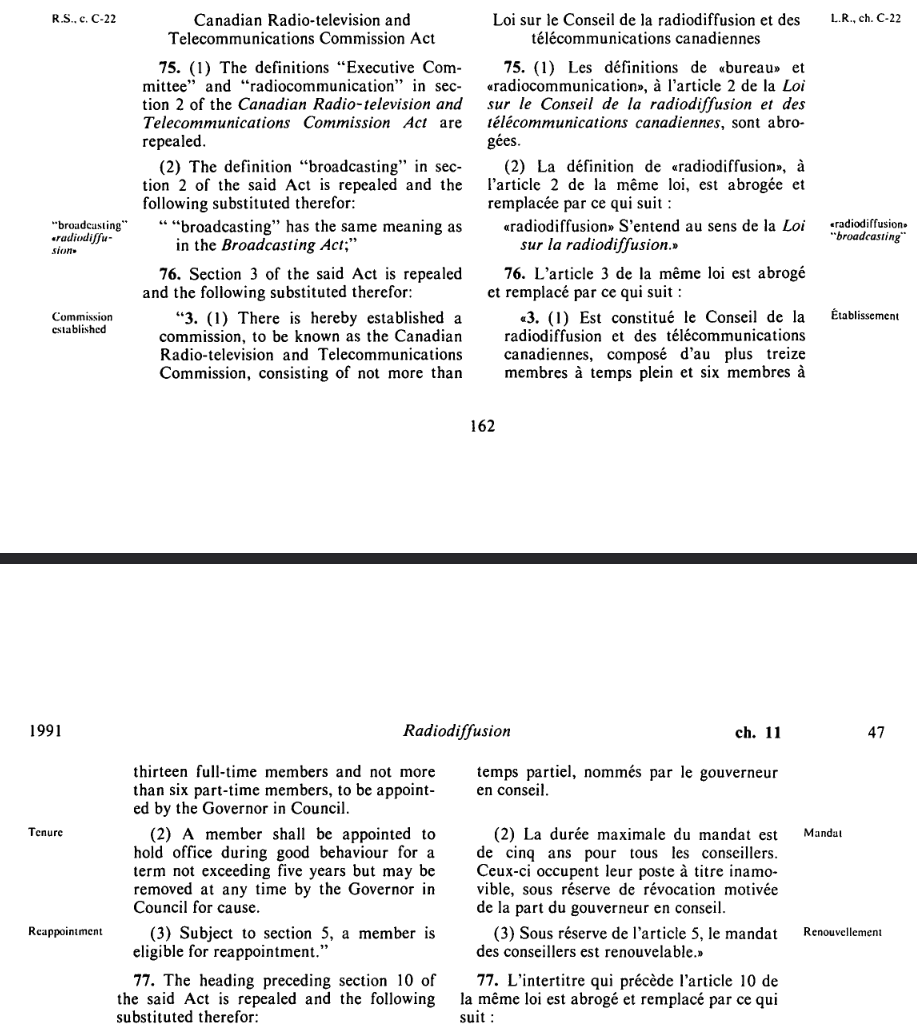 R.S., c. C-22
Canadian Radio-television and
Telecommunications Commission Act
75. (1) The definitions “Executive Com-
mittee” and “radiocommunication” in sec-
tion 2 of the Canadian Radio-television and
Telecommunications Commission Act are
repealed.
(2) The definition “broadcasting” in sec-
tion 2 of the said Act is repealed and the
following substituted therefor:
“broadcasting”
«radiodiffu-
sion»
“ “broadcasting” has the same meaning as
in the Broadcasting Act;”
76. Section 3 of the said Act is repealed
and the following substituted therefor:
Commission
established
“3. (1) There is hereby established a
commission, to be known as the Canadian
Radio-television and Telecommunications
Commission, consisting of not more than
Loi sur le Conseil de la radiodiffusion et des
télécommunications canadiennes
L.R., ch. C-22
75. (1) Les définitions de «bureau» et
«radiocommunication», à l’article 2 de la Loi
sur le Conseil de la radiodiffusion et des
télécommunications canadiennes, sont abro-
gées.
(2) La définition de «radiodiffusion», à
l’article 2 de la même loi, est abrogée et
remplacée par ce qui suit :
«radiodiffusion» S’entend au sens de la Loi
sur la radiodiffusion.»
«radiodiffusion»
“broadcasting”
76. L’article 3 de la même loi est abrogé
et remplacé par ce qui suit :
«3. (1) Est constitué le Conseil de la
radiodiffusion et des télécommunications
canadiennes, composé d’au plus treize
membres à temps plein et six membres à
Établissement
162
1991
Radiodiffusion
ch. 11
47
thirteen full-time members and not more
than six part-time members, to be appoint-
ed by the Governor in Council.
Tenure
(2) A member shall be appointed to
hold office during good behaviour for a
term not exceeding five years but may be
removed at any time by the Governor in
Council for cause.
Reappointment
(3) Subject to section 5, a member is
eligible for reappointment.”
77. The heading preceding section 10 of
the said Act is repealed and the following
substituted therefor:
temps partiel, nommés par le gouverneur
en conseil.
(2) La durée maximale du mandat est
de cinq ans pour tous les conseillers.
Ceux-ci occupent leur poste à titre inamo-
vible, sous réserve de révocation motivée
de la part du gouverneur en conseil.
Mandat
(3) Sous réserve de l’article 5, le mandat
des conseillers est renouvelable.»
Renouvellement
77. L’intertitre qui précède l’article 10 de
la même loi est abrogé et remplacé par ce qui
suit :